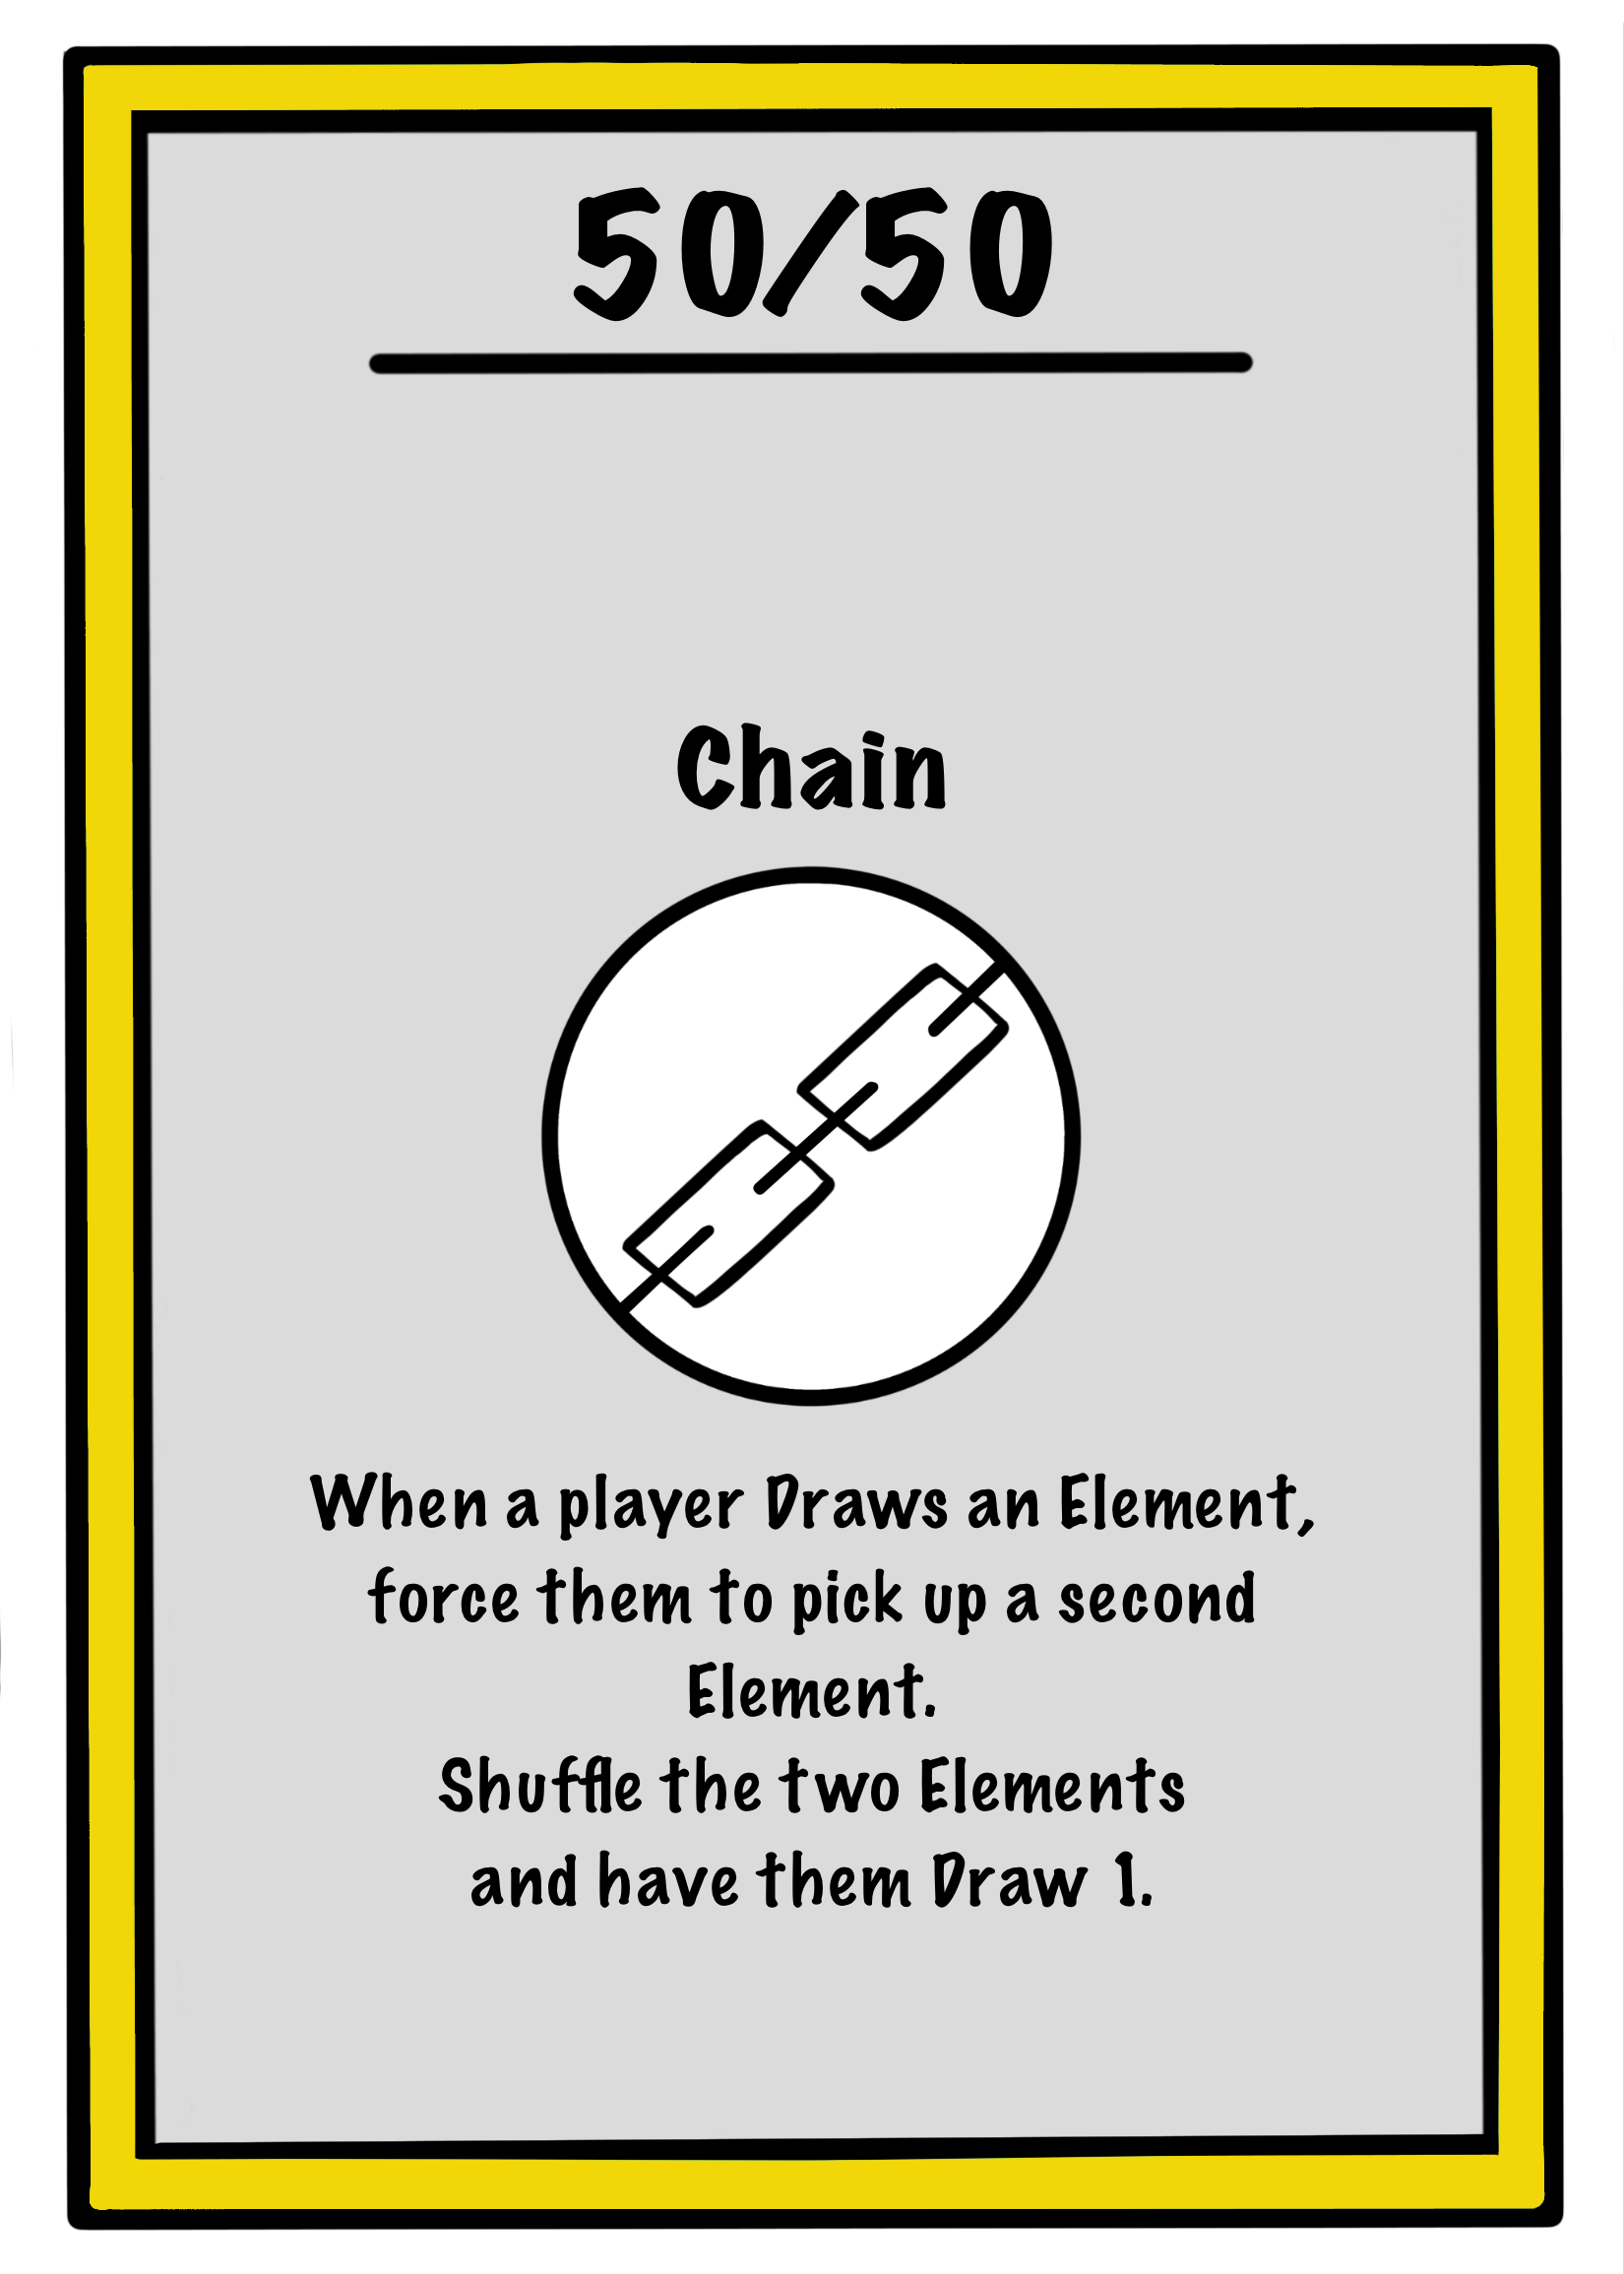 50/50
Chain
When a player Draws an Element,
force them to pick up a second
Element.
Shuffle the two Elements
and have them Draw 1.